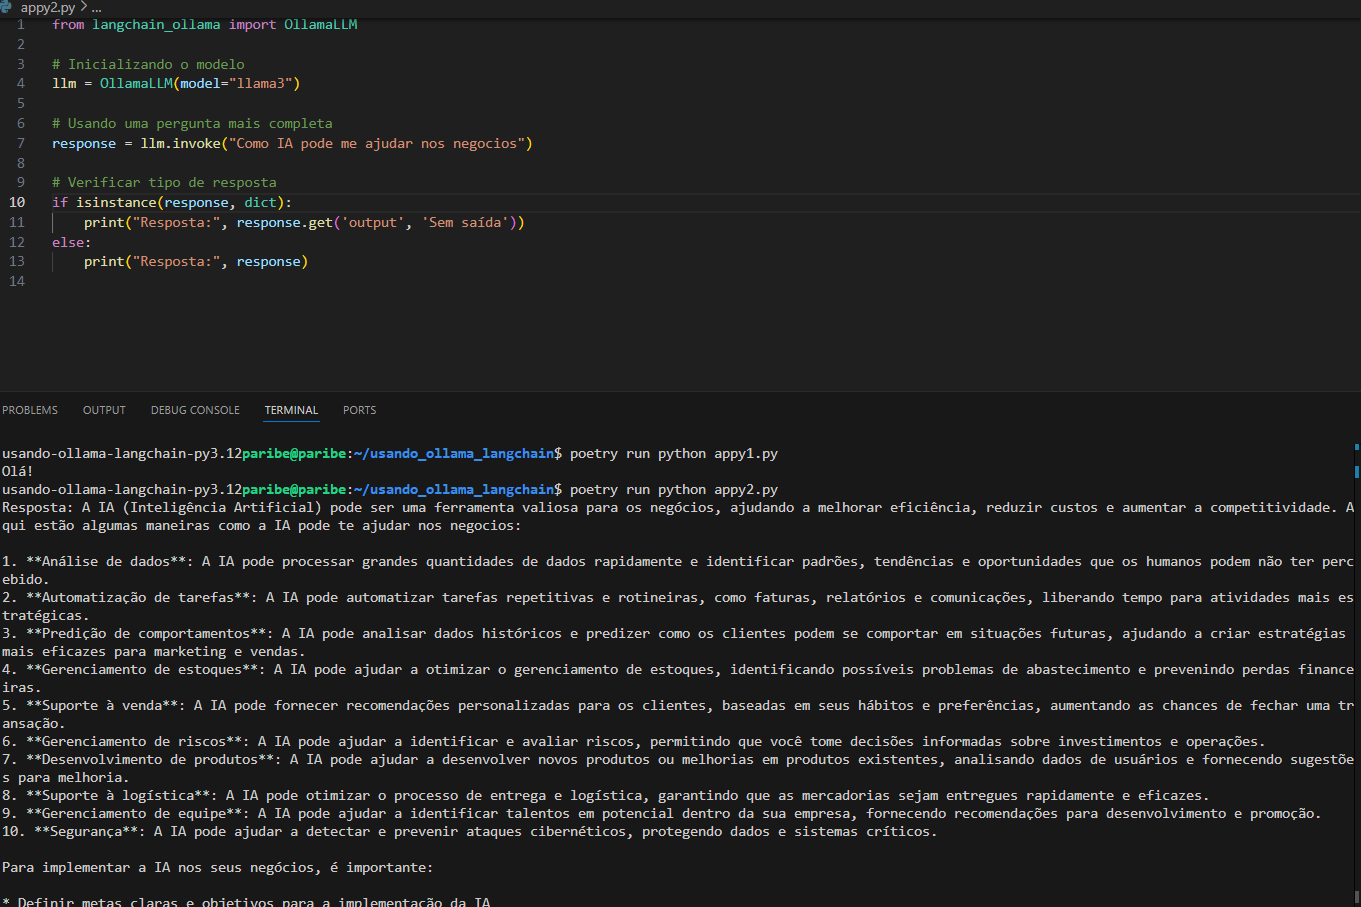 appy2.py > ...
1 from langchain_ollama import OllamaLLM
2
3 # Inicializando o modelo
4 llm = OllamaLLM(model="llama3")
5
6 # Usando uma pergunta mais completa
7 response = llm.invoke("Como IA pode me ajudar nos negocios")
8
9 # Verificar tipo de resposta
10 if isinstance(response, dict):
11 print("Resposta:", response.get('output', 'Sem saída'))
12 else:
13 print("Resposta:", response)
14
PROBLEMS OUTPUT DEBUG CONSOLE TERMINAL PORTS
usando-ollama-langchain-py3.12paribe@paribe:~/usando_ollama_langchain$ poetry run python appy1.py
Olá!
usando-ollama-langchain-py3.12paribe@paribe:~/usando_ollama_langchain$ poetry run python appy2.py
Resposta: A IA (Inteligência Artificial) pode ser uma ferramenta valiosa para os negócios, ajudando a melhorar eficiência, reduzir custos e aumentar a competitividade. A
qui estão algumas maneiras como a IA pode te ajudar nos negocios:
1. **Análise de dados**: A IA pode processar grandes quantidades de dados rapidamente e identificar padrões, tendências e oportunidades que os humanos podem não ter perc
ebido.
2. **Automatização de tarefas**: A IA pode automatizar tarefas repetitivas e rotineiras, como faturas, relatórios e comunicações, liberando tempo para atividades mais es
tratégicas.
3. **Predição de comportamentos**: A IA pode analisar dados históricos e predizer como os clientes podem se comportar em situações futuras, ajudando a criar estratégias
mais eficazes para marketing e vendas.
4. **Gerenciamento de estoques**: A IA pode ajudar a otimizar o gerenciamento de estoques, identificando possíveis problemas de abastecimento e prevenindo perdas finance
iras.
5. **Suporte à venda**: A IA pode fornecer recomendações personalizadas para os clientes, baseadas em seus hábitos e preferências, aumentando as chances de fechar uma tr
ansação.
6. **Gerenciamento de riscos**: A IA pode ajudar a identificar e avaliar riscos, permitindo que você tome decisões informadas sobre investimentos e operações.
7. **Desenvolvimento de produtos**: A IA pode ajudar a desenvolver novos produtos ou melhorias em produtos existentes, analisando dados de usuários e fornecendo sugestõe
s para melhoria.
8. **Suporte à logística**: A IA pode otimizar o processo de entrega e logística, garantindo que as mercadorias sejam entregues rapidamente e eficazes.
9. **Gerenciamento de equipe**: A IA pode ajudar a identificar talentos em potencial dentro da sua empresa, fornecendo recomendações para desenvolvimento e promoção.
10. **Segurança**: A IA pode ajudar a detectar e prevenir ataques cibernéticos, protegendo dados e sistemas críticos.
Para implementar a IA nos seus negócios, é importante:
* Definir metas claras e objetivos para a implementação da IA